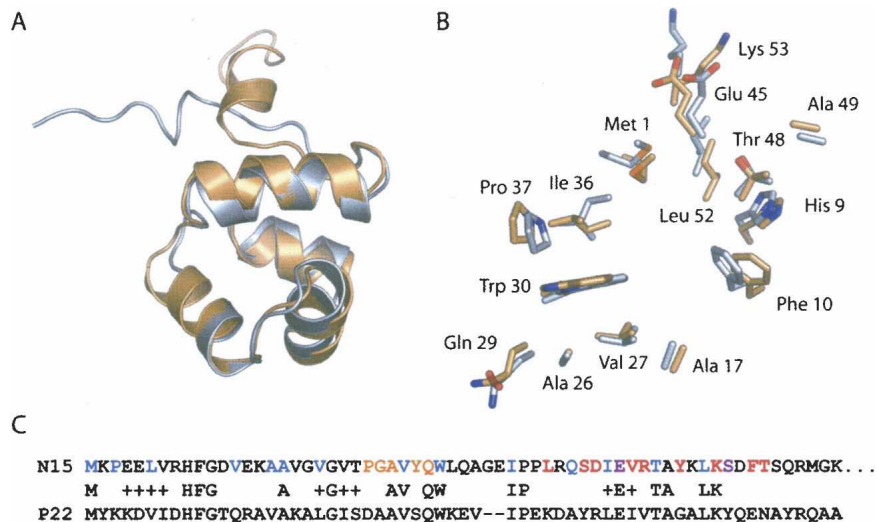 A
B
Lys 53
Glu 45
Ala 49
Met 1
Thr 48
Pro 37
Ile 36
His 9
Leu 52
Trp 30
Phe 10
Gln 29
Val 27
Ala 17
Ala 26
C
N15 MKPEELVRHFGDVEKAAVGVGVTPGAVYQWLQAGEIPPLRQSDIEVRTAYKLKSDFTSQRMGK...
M ++++ HFG A +G++ AV QW IP +E+ TA LK
P22 MYKKDVIDHFGTQRAVAKALGISDAAVSQWKEV--IPEKDAYRLEIVTAGALKYQENAYRQAA